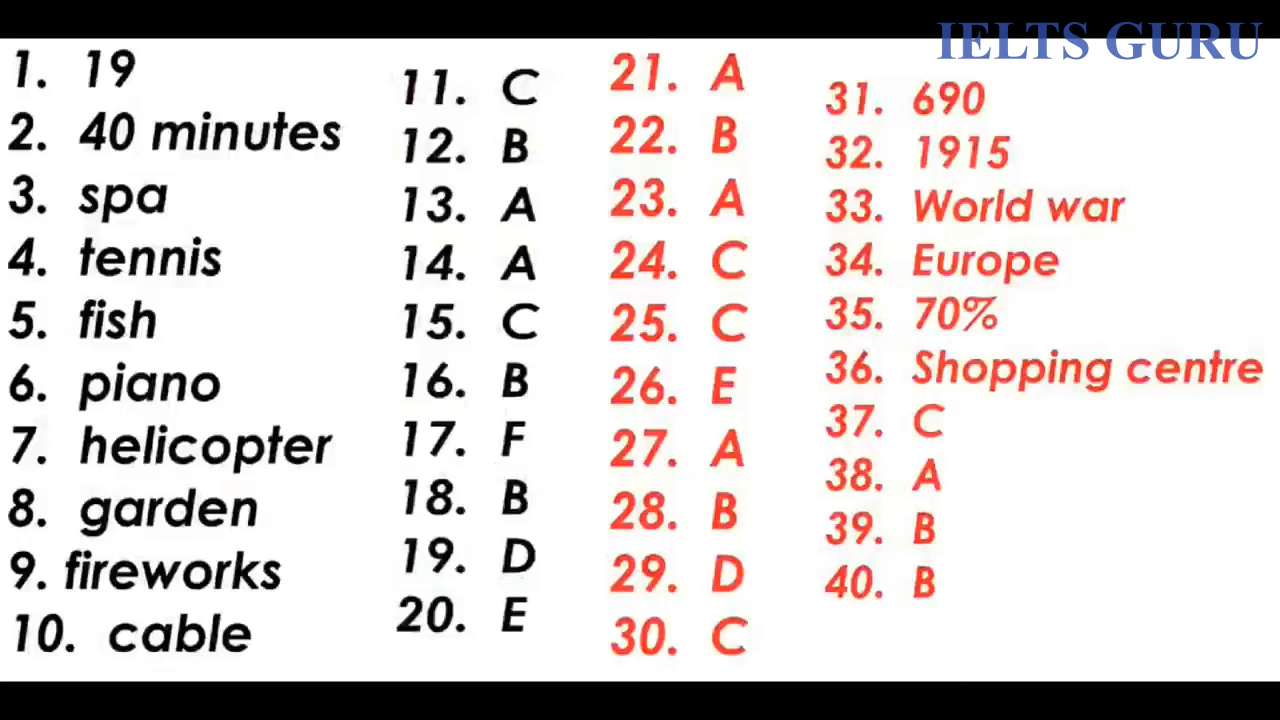 IELTS GURU
1. 19
2. 40 minutes
3. spa
4. tennis
5. fish
6. piano
7. helicopter
8. garden
9. fireworks
10. cable
11. C
12. B
13. A
14. A
15. C
16. B
17. F
18. B
19. D
20. E
21. A
22. B
23. A
24. C
25. C
26. E
27. A
28. B
29. D
30. C
31. 690
32. 1915
33. World war
34. Europe
35. 70%
36. Shopping centre
37. C
38. A
39. B
40. B